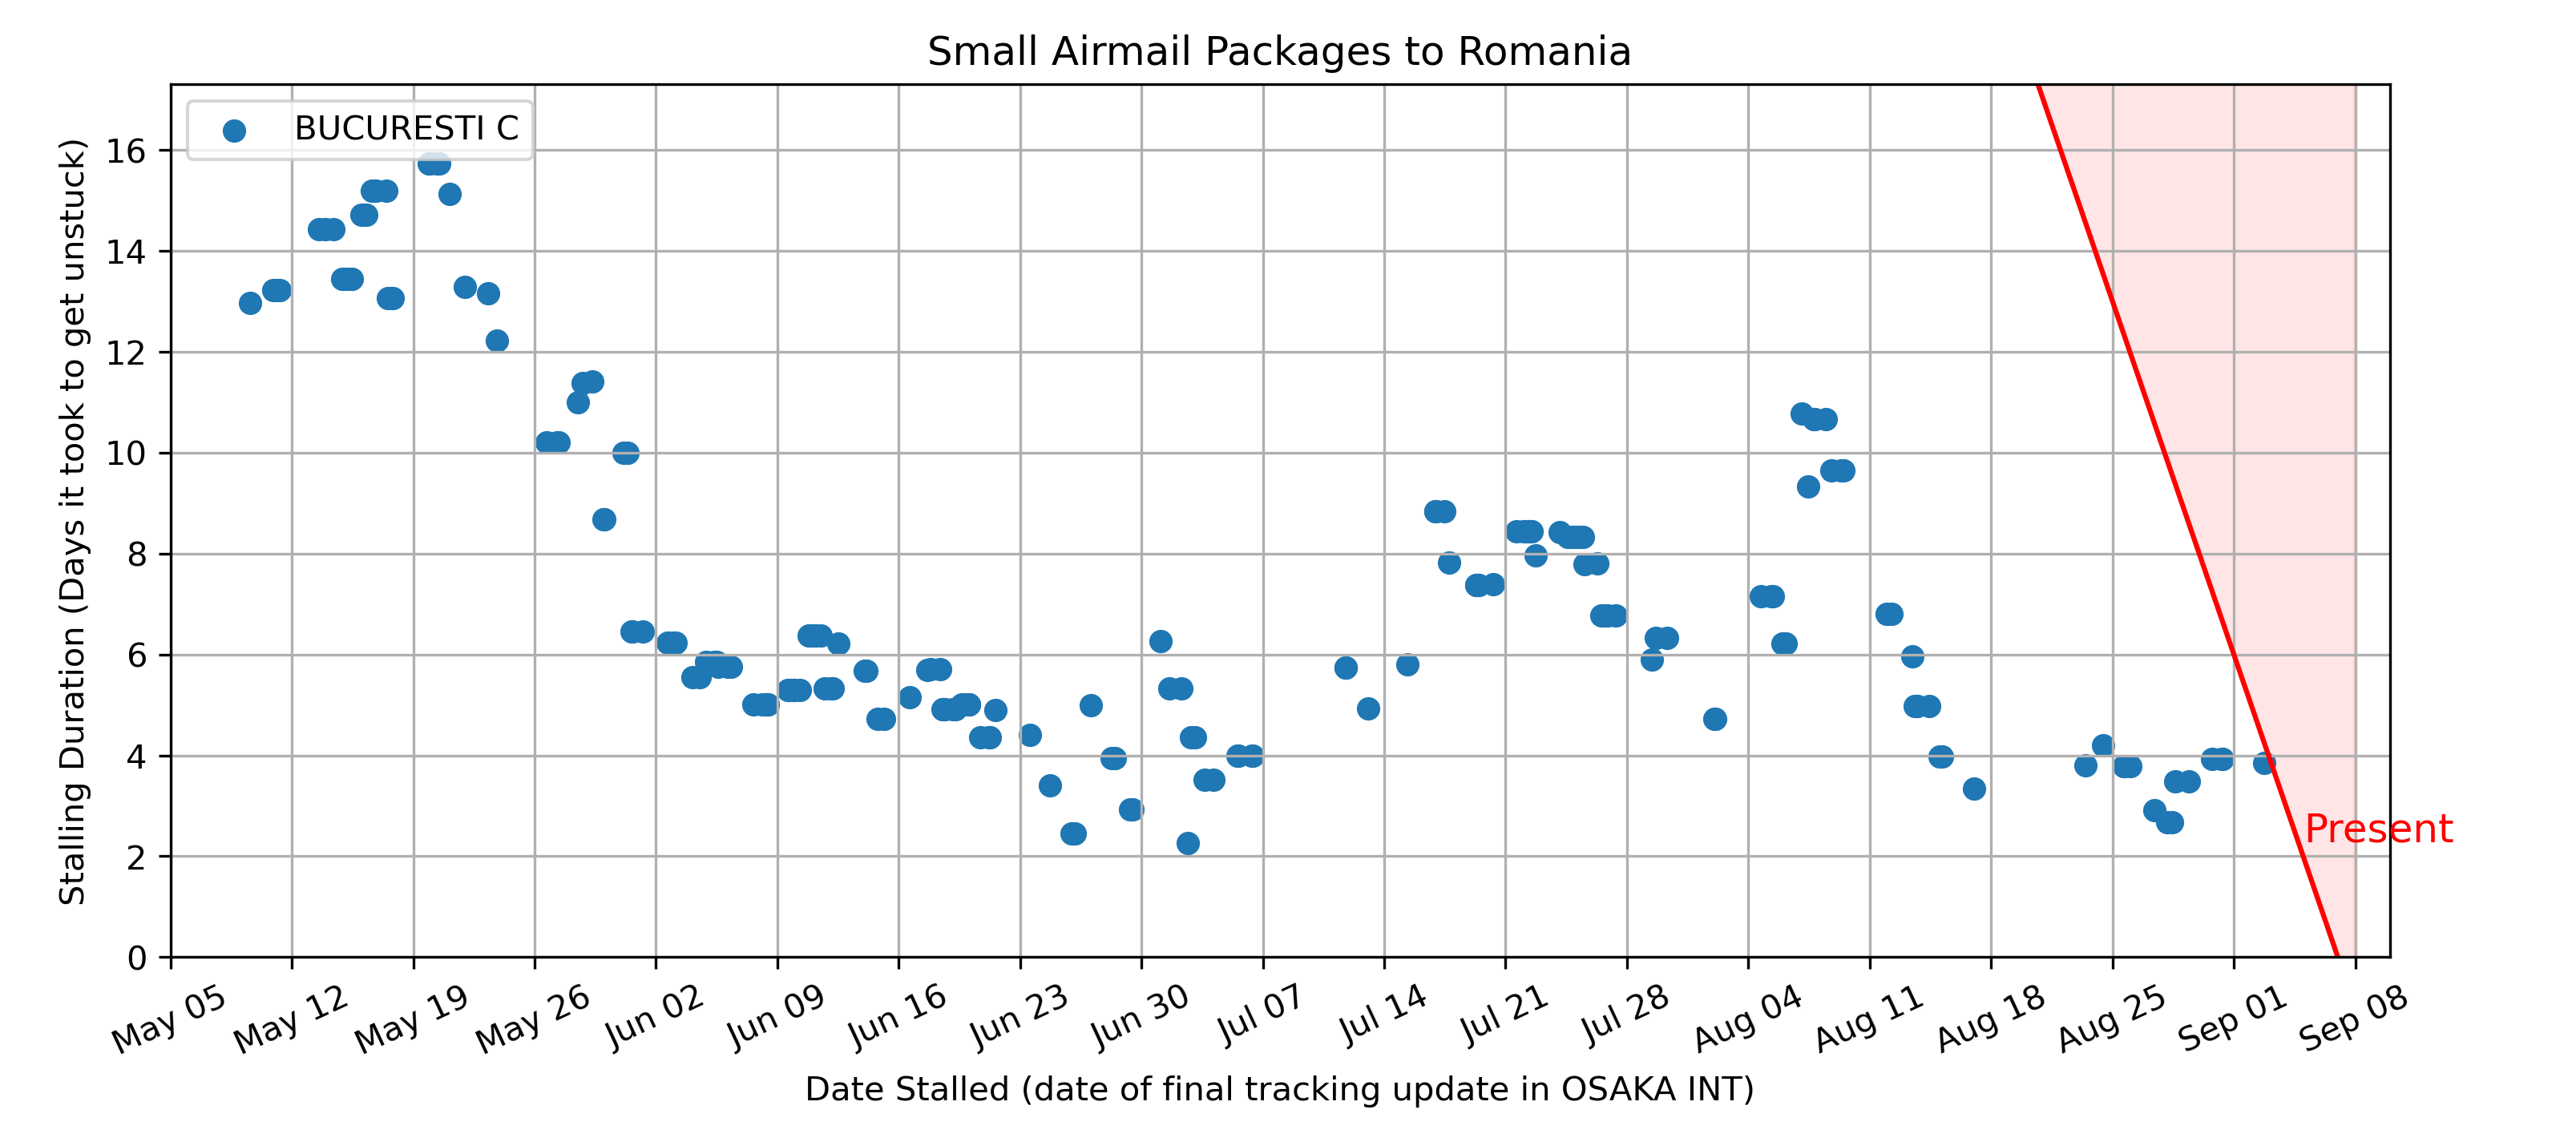 Small Airmail Packages to Romania
BUCURESTI C
Stalling Duration (Days it took to get unstuck)
16
14
12
10
8
6
4
2
0
Present
May 05 May 12 May 19 May 26 Jun 02 Jun 09 Jun 16 Jun 23 Jun 30 Jul 07 Jul 14 Jul 21 Jul 28 Aug 04 Aug 11 Aug 18 Aug 25 Sep 01 Sep 08
Date Stalled (date of final tracking update in OSAKA INT)